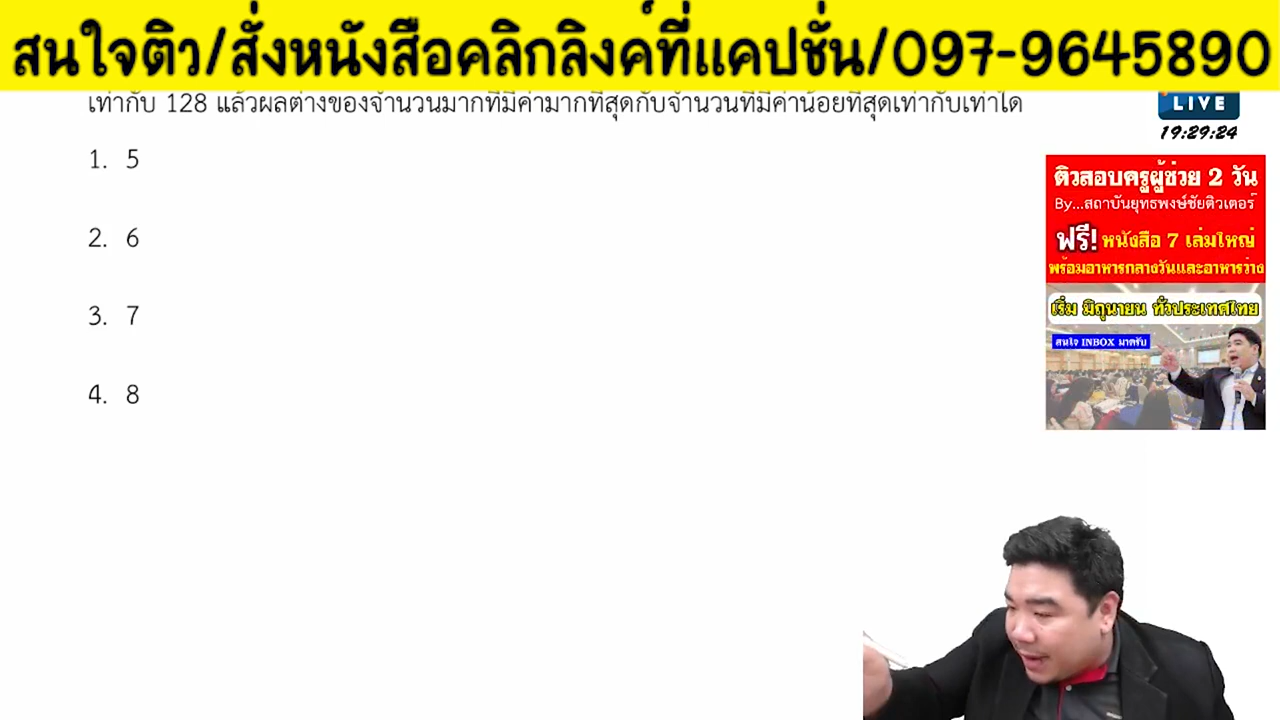 สนใจติว/สั่งหนังสือคลิกลิงค์ที่แคปชั่น/097-9645890
เท่ากับ 128 แล้วผลต่างของจำนวนมากที่มีค่ามากที่สุดกับจำนวนที่มีค่าน้อยที่สุดเท่ากับเท่าใด
1. 5
2. 6
3. 7
4. 8
LIVE
19:29:24
ติวสอบครูผู้ช่วย 2 วัน
By...สถาบันยุทธพงษ์ชัยติวเตอร์
ฟรี! หนังสือ 7 เล่มใหญ่
พร้อมอาหารกลางวันและอาหารว่าง
เริ่ม มิถุนายน ทั่วประเทศไทย
สนใจ INBOX มาครับ